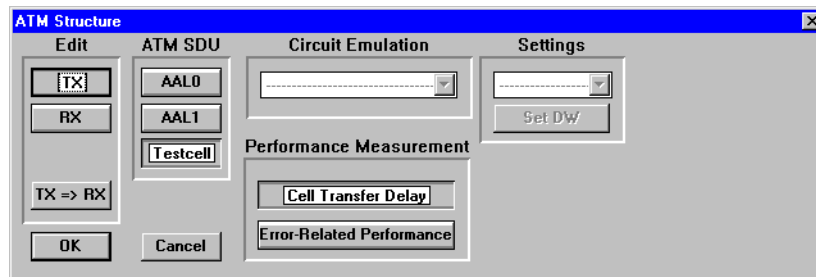 ATM Structure
Edit
ATM SDU
Circuit Emulation
Settings
TX
AAL0
RX
AAL1
Set DW
Testcell
Performance Measurement
TX => RX
Cell Transfer Delay
OK
Cancel
Error-Related Performance